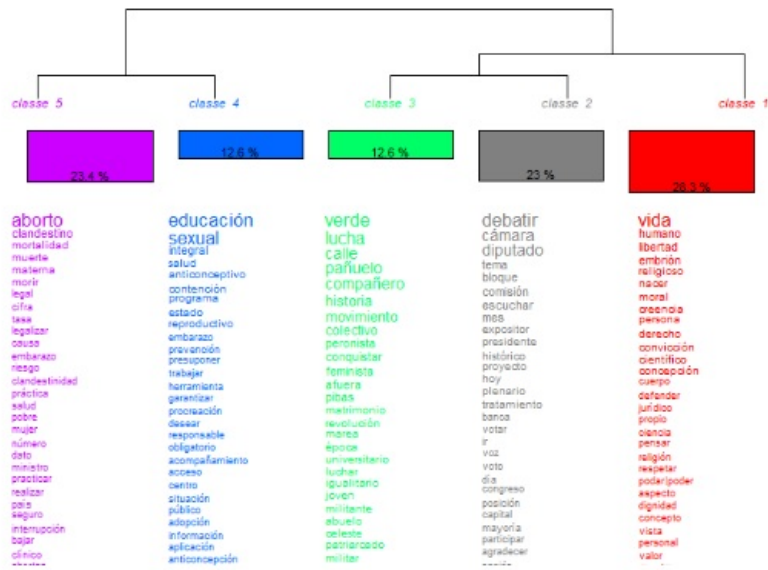 classe 5
classe 4
classe 3
classe 2
classe 1
23.4 %
12.6 %
12.6 %
23 %
28.3 %
aborto
clandestino
mortalidad
muerte
materna
morir
legal
cifra
tasa
legalizar
causa
embarazo
riesgo
clandestinidad
práctica
salud
pobre
mujer
número
dato
ministro
practicar
realizar
país
seguro
interrupción
bajar
clínico
educación
sexual
integral
salud
anticonceptivo
contención
programa
estado
reproductivo
embarazo
prevención
presuponer
trabajar
herramienta
garantizar
procreación
desear
responsable
obligatorio
acompañamiento
acceso
centro
situación
público
adopción
información
aplicación
anticoncepción
verde
lucha
calle
pañuelo
compañero
historia
movimiento
colectivo
peronista
conquistar
feminista
afuera
pibas
matrimonio
revolución
marea
época
universitario
luchar
igualitario
joven
militante
abuelo
celeste
patriarcado
militar
debatir
cámara
diputado
tema
bloque
comisión
escuchar
mes
expositor
presidente
histórico
proyecto
hoy
plenario
tratamiento
banca
votar
ir
voz
voto
día
congreso
posición
capital
mayoría
participar
agradecer
vida
humano
libertad
embrión
religioso
nacer
moral
creencia
persona
derecho
convicción
científico
concepción
cuerpo
defender
jurídico
propio
ciencia
pensar
religión
respetar
podar|poder
aspecto
dignidad
concepto
vista
personal
valor